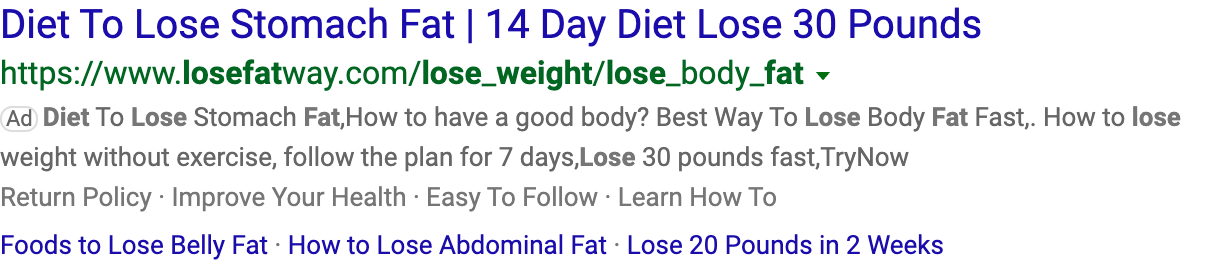 Diet To Lose Stomach Fat | 14 Day Diet Lose 30 Pounds
https://www.losefatway.com/lose_weight/lose_body_fat
Ad Diet To Lose Stomach Fat,How to have a good body? Best Way To Lose Body Fat Fast,. How to lose
weight without exercise, follow the plan for 7 days,Lose 30 pounds fast,TryNow
Return Policy · Improve Your Health · Easy To Follow · Learn How To
Foods to Lose Belly Fat · How to Lose Abdominal Fat · Lose 20 Pounds in 2 Weeks